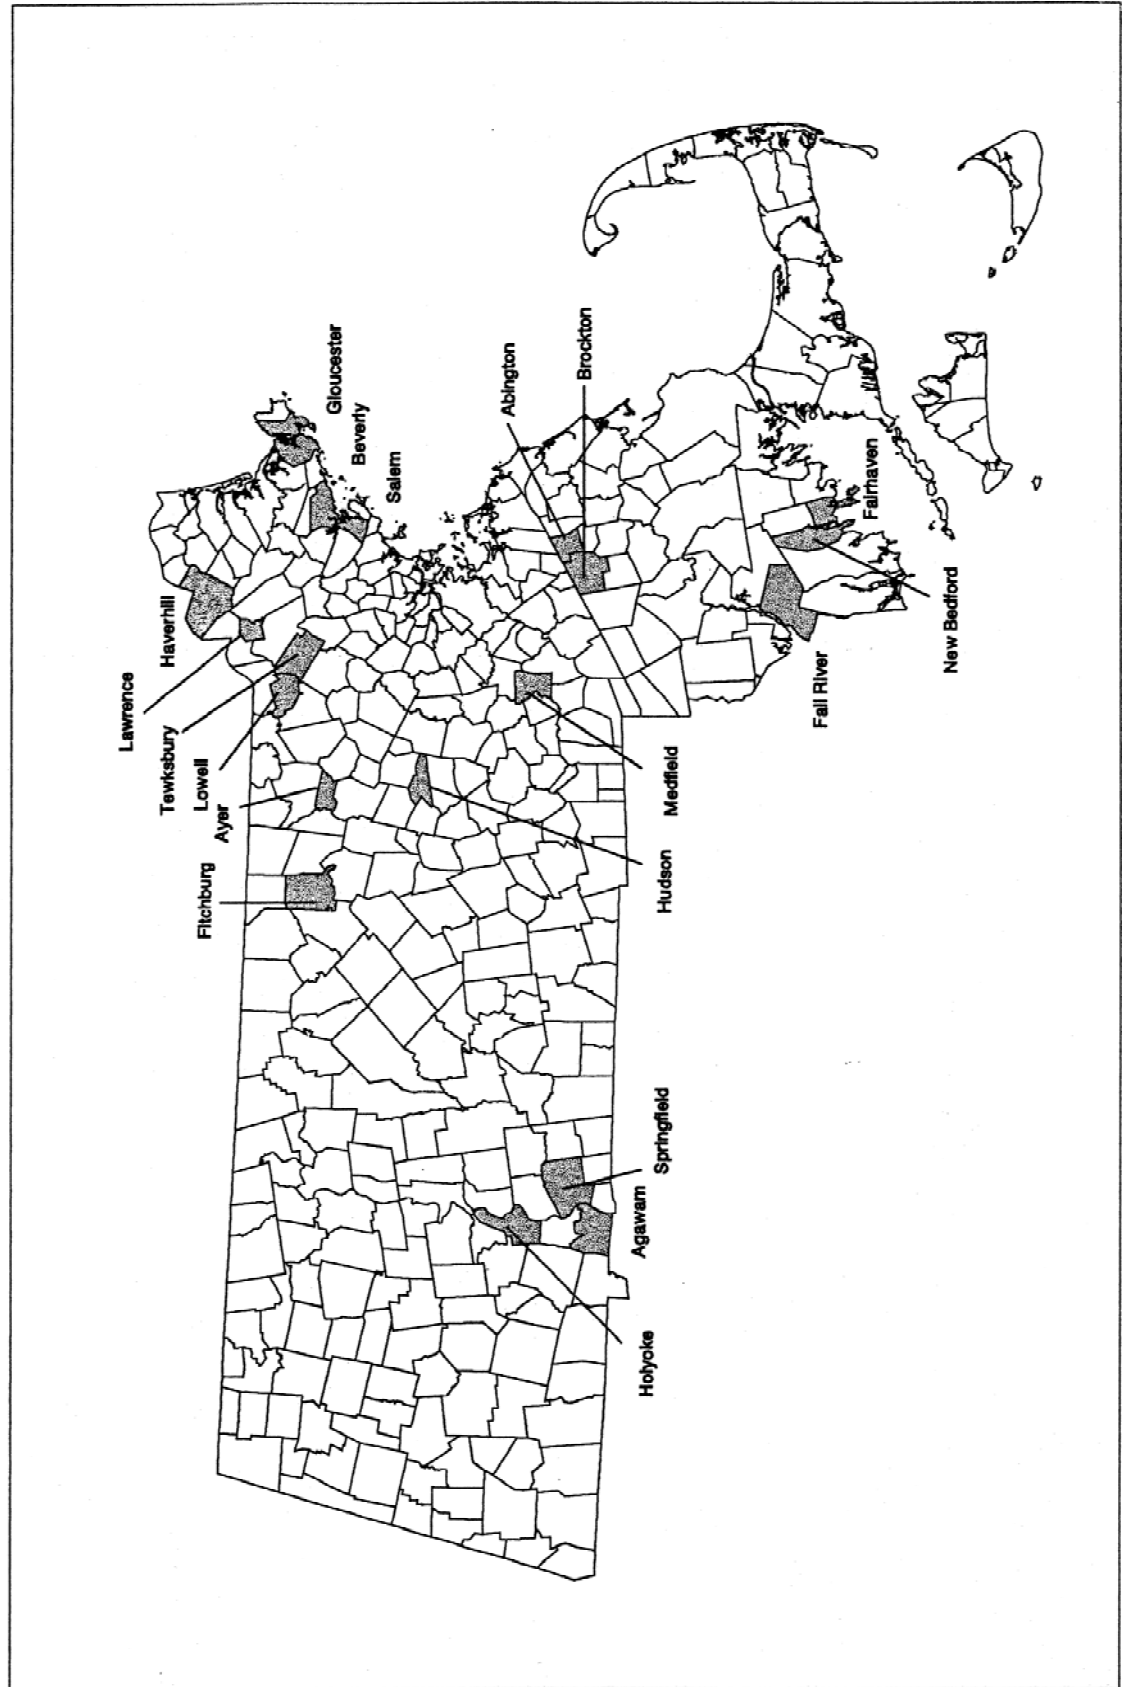 Lawrence
Tewksbury
Haverhill
Lowell
Ayer
Fitchburg
Gloucester
Beverly
Salem
Abington
Brockton
Fairhaven
New Bedford
Fall River
Medfield
Hudson
Springfield
Agawam
Holyoke